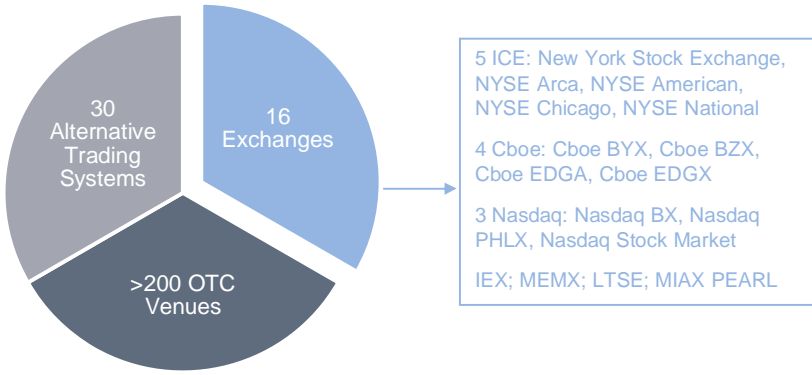 30
Alternative
Trading
Systems
16
Exchanges
>200 OTC
Venues
5 ICE: New York Stock Exchange,
NYSE Arca, NYSE American,
NYSE Chicago, NYSE National
4 Cboe: Cboe BYX, Cboe BZX,
Cboe EDGA, Cboe EDGX
3 Nasdaq: Nasdaq BX, Nasdaq
PHLX, Nasdaq Stock Market
IEX; MEMX; LTSE; MIAX PEARL